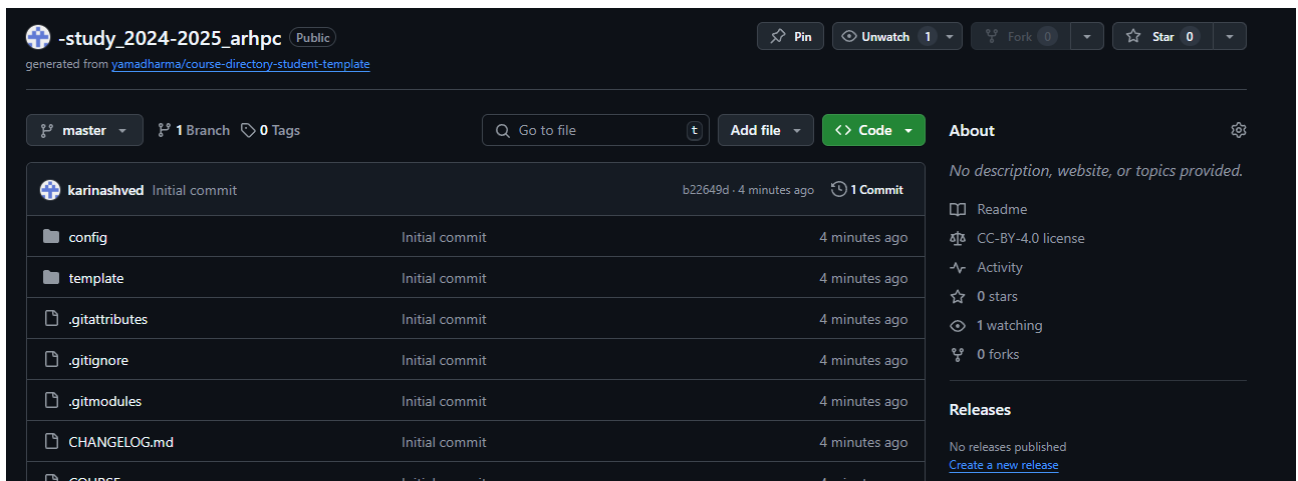 -study_2024-2025_arhpc Public
Pin
Unwatch 1
Fork 0
Star 0
generated from yamadharma/course-directory-student-template
master
1 Branch
0 Tags
Go to file
t
Add file
<> Code
karinashved Initial commit
b22649d · 4 minutes ago
1 Commit
config Initial commit 4 minutes ago
template Initial commit 4 minutes ago
.gitattributes Initial commit 4 minutes ago
.gitignore Initial commit 4 minutes ago
.gitmodules Initial commit 4 minutes ago
CHANGELOG.md Initial commit 4 minutes ago
About
No description, website, or topics provided.
Readme
CC-BY-4.0 license
Activity
0 stars
1 watching
0 forks
Releases
No releases published
Create a new release